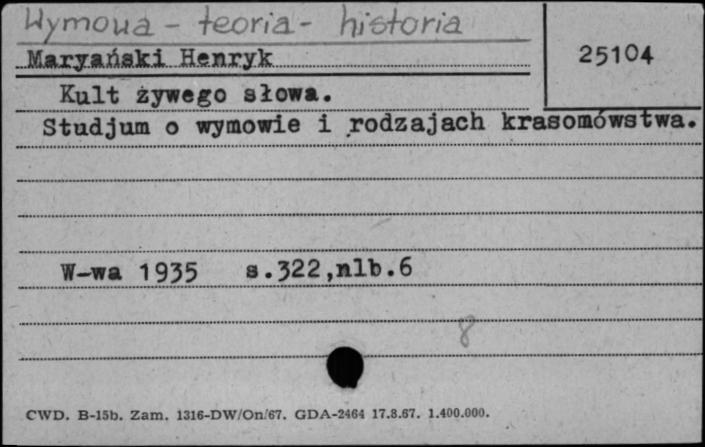 Wymowa - teoria - historia
Maryański Henryk
25104
Kult żywego słowa.
Studjum o wymowie i rodzajach krasomówstwa.
W-wa 1935 s.322,nlb.6
8
CWD. B-15b. Zam. 1316-DW/On/67. GDA-2464 17.8.67. 1.400.000.